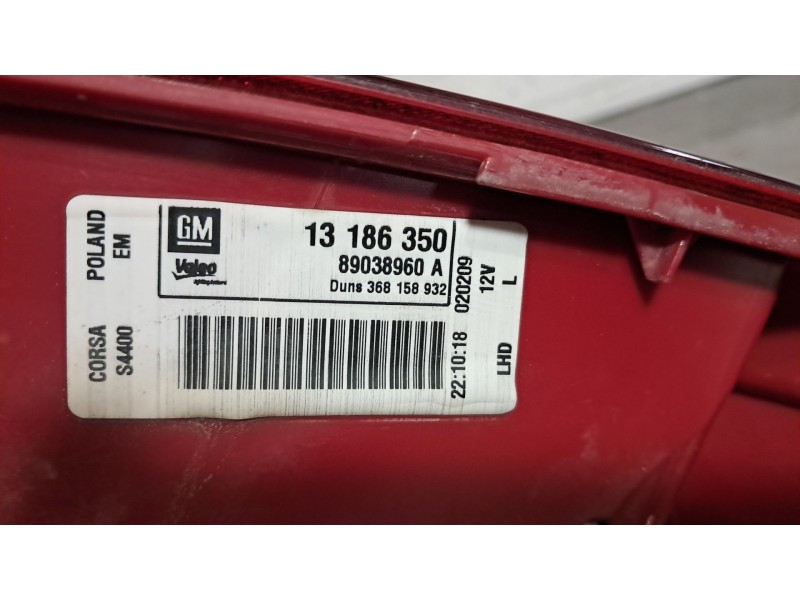 CORSA POLAND
S4400 EM
GM
Valeo
13 186 350
89038960 A
Duns 368 158 932
22:10:18 020209
12V
LHD L